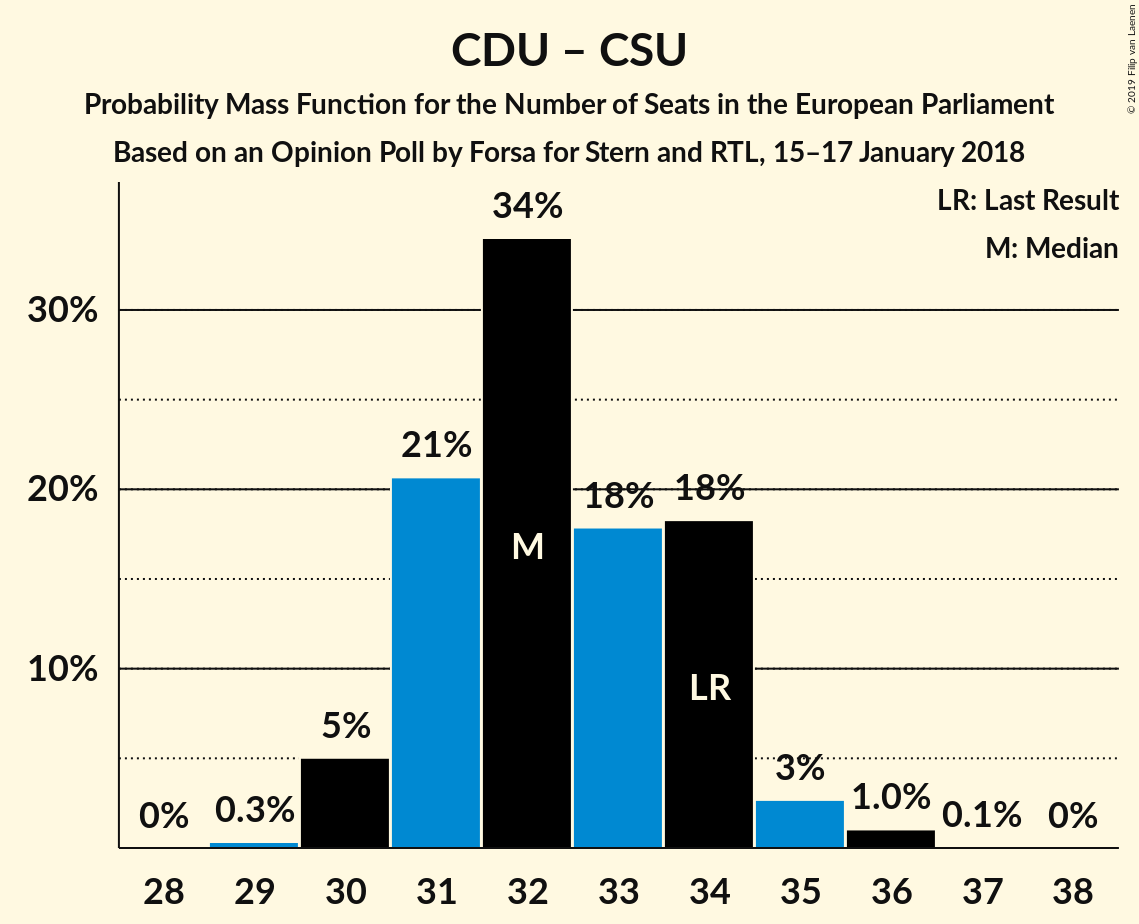 CDU – CSU
Probability Mass Function for the Number of Seats in the European Parliament
Based on an Opinion Poll by Forsa for Stern and RTL, 15–17 January 2018
© 2019 Filip van Laenen
LR: Last Result
M: Median
34%
30%
21%
20%
18%
18%
M
10%
LR
5%
3%
0%
0.3%
1.0%
0.1%
0%
28 29 30 31 32 33 34 35 36 37 38